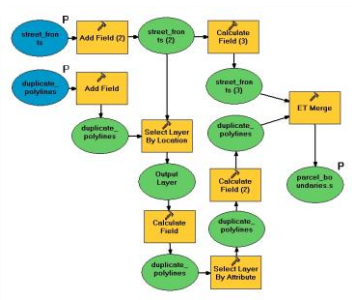 P
street_fron
ts
Add Field (2)
street_fron
ts (2)
Calculate
Field (3)
P
duplicate_
polylines
Add Field
street_fron
ts (3)
ET Merge
duplicate_
polylines
Select Layer
By Location
duplicate_
polylines
Output
Layer
Calculate
Field (2)
P
parcel_bo
undaries.s
Calculate
Field
duplicate_
polylines
duplicate_
polylines
Select Layer
By Attribute